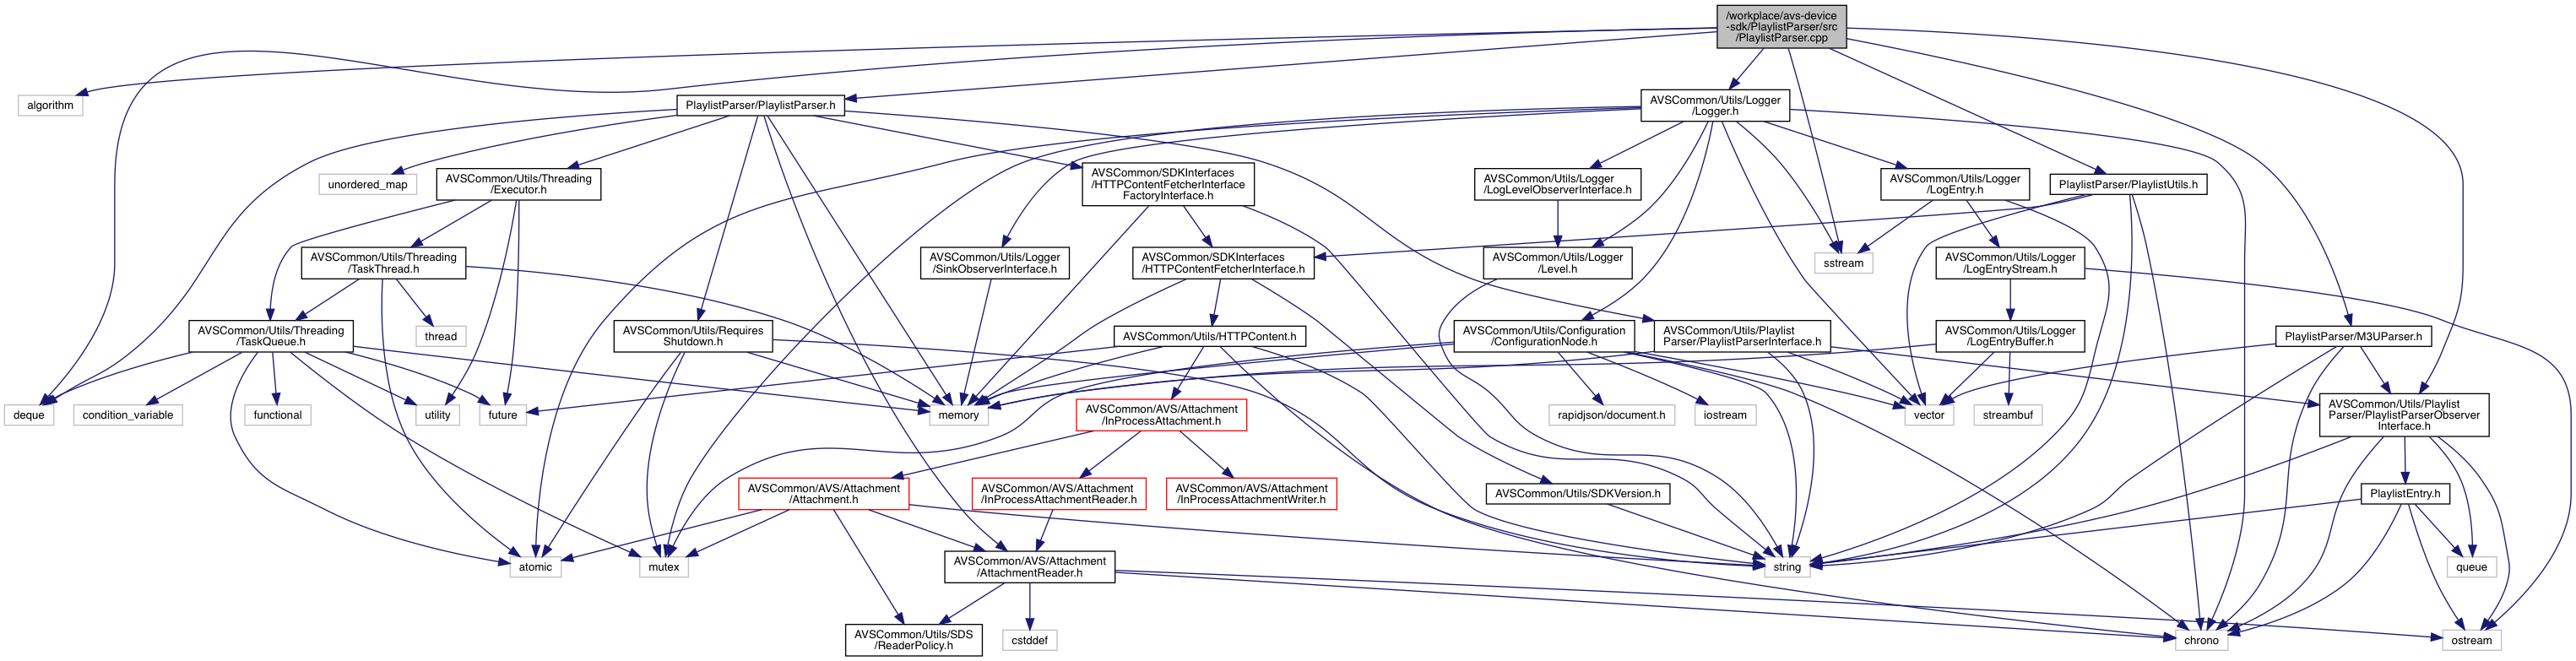 /workplace/avs-device
-sdk/PlaylistParser/src
/PlaylistParser.cpp
algorithm
PlaylistParser/PlaylistParser.h
AVSCommon/Utils/Logger
/Logger.h
unordered_map
AVSCommon/Utils/Threading
/Executor.h
AVSCommon/SDKInterfaces
/HTTPContentFetcherInterface
FactoryInterface.h
AVSCommon/Utils/Logger
/LogLevelObserverInterface.h
AVSCommon/Utils/Logger
/LogEntry.h
PlaylistParser/PlaylistUtils.h
AVSCommon/Utils/Threading
/TaskThread.h
AVSCommon/Utils/Logger
/SinkObserverInterface.h
AVSCommon/SDKInterfaces
/HTTPContentFetcherInterface.h
AVSCommon/Utils/Logger
/Level.h
sstream
AVSCommon/Utils/Logger
/LogEntryStream.h
AVSCommon/Utils/Threading
/TaskQueue.h
thread
AVSCommon/Utils/Requires
Shutdown.h
AVSCommon/Utils/HTTPContent.h
AVSCommon/Utils/Configuration
/ConfigurationNode.h
AVSCommon/Utils/Playlist
Parser/PlaylistParserInterface.h
AVSCommon/Utils/Logger
/LogEntryBuffer.h
PlaylistParser/M3UParser.h
deque
condition_variable
functional
utility
future
memory
AVSCommon/AVS/Attachment
/InProcessAttachment.h
rapidjson/document.h
iostream
vector
streambuf
AVSCommon/Utils/Playlist
Parser/PlaylistParserObserver
Interface.h
AVSCommon/AVS/Attachment
/Attachment.h
AVSCommon/AVS/Attachment
/InProcessAttachmentReader.h
AVSCommon/AVS/Attachment
/InProcessAttachmentWriter.h
AVSCommon/Utils/SDKVersion.h
PlaylistEntry.h
atomic
mutex
AVSCommon/AVS/Attachment
/AttachmentReader.h
string
queue
AVSCommon/Utils/SDS
/ReaderPolicy.h
cstddef
chrono
ostream